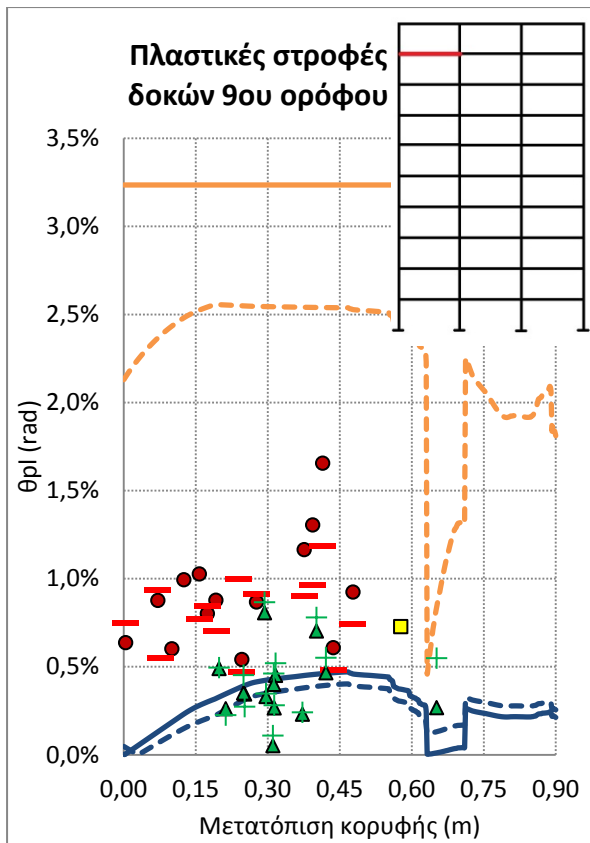 Πλαστικές στροφές
δοκών 9ου ορόφου
3,5%
3,0%
2,5%
2,0%
1,5%
1,0%
0,5%
0,0%
θpl (rad)
0,00 0,15 0,30 0,45 0,60 0,75 0,90
Μετατόπιση κορυφής (m)